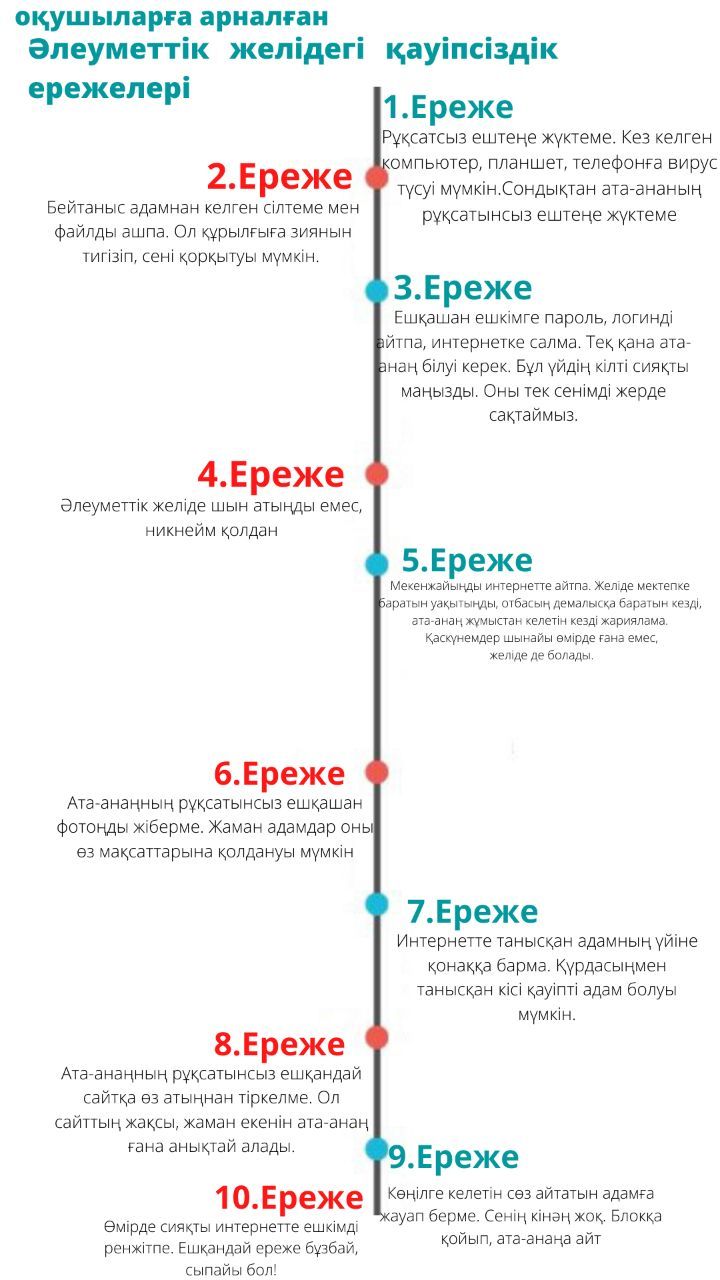 оқушыларға арналған
Әлеуметтік желідегі қауіпсіздік
ережелері
1.Ереже
Рұқсатсыз ештеңе жүктеме. Кез келген
компьютер, планшет, телефонға вирус
түсуі мүмкін.Сондықтан ата-ананың
рұқсатынсыз ештеңе жүктеме
2.Ереже
Бейтаныс адамнан келген сілтеме мен
файлды ашпа. Ол құрылғыға зиянын
тигізіп, сені қорқытуы мүмкін.
3.Ереже
Ешқашан ешкімге пароль, логинді
айтпа, интернетке салма. Тек қана ата-
анаң білуі керек. Бұл үйдің кілті сияқты
маңызды. Оны тек сенімді жерде
сақтаймыз.
4.Ереже
Әлеуметтік желіде шын атыңды емес,
никнейм қолдан
5.Ереже
Мекенжайыңды интернетте айтпа. Желіде мектепке
баратын уақытыңды, отбасың демалысқа баратын кезді,
ата-анаң жұмыстан келетін кезді жариялама.
Қаскүнемдер шынайы өмірде ғана емес,
желіде де болады.
6.Ереже
Ата-анаңның рұқсатынсыз ешқашан
фотоңды жіберме. Жаман адамдар оны
өз мақсаттарына қолдануы мүмкін
7.Ереже
Интернетте танысқан адамның үйіне
қонаққа барма. Құрдасыңмен
танысқан кісі қауіпті адам болуы
мүмкін.
8.Ереже
Ата-анаңның рұқсатынсыз ешқандай
сайтқа өз атыңнан тіркелме. Ол
сайттың жақсы, жаман екенін ата-анаң
ғана анықтай алады.
9.Ереже
Көңілге келетін сөз айтатын адамға
жауап берме. Сенің кінәң жоқ. Блокқа
қойып, ата-анаңа айт
10.Ереже
Өмірде сияқты интернетте ешкімді
ренжітпе. Ешқандай ереже бұзбай,
сыпайы бол!